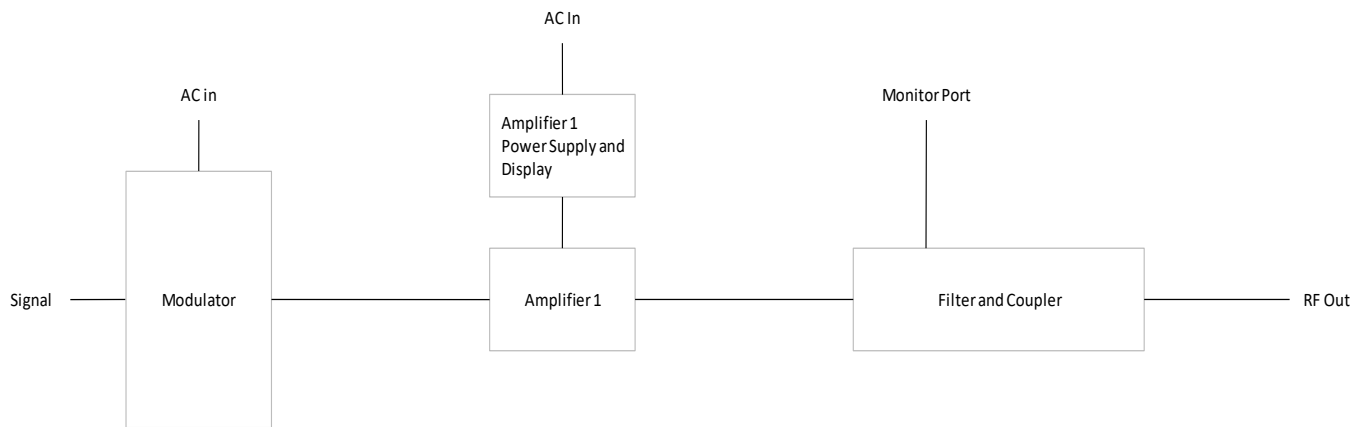 AC In
AC in
Monitor Port
Amplifier 1
Power Supply and
Display
Signal
Modulator
Amplifier 1
Filter and Coupler
RF Out